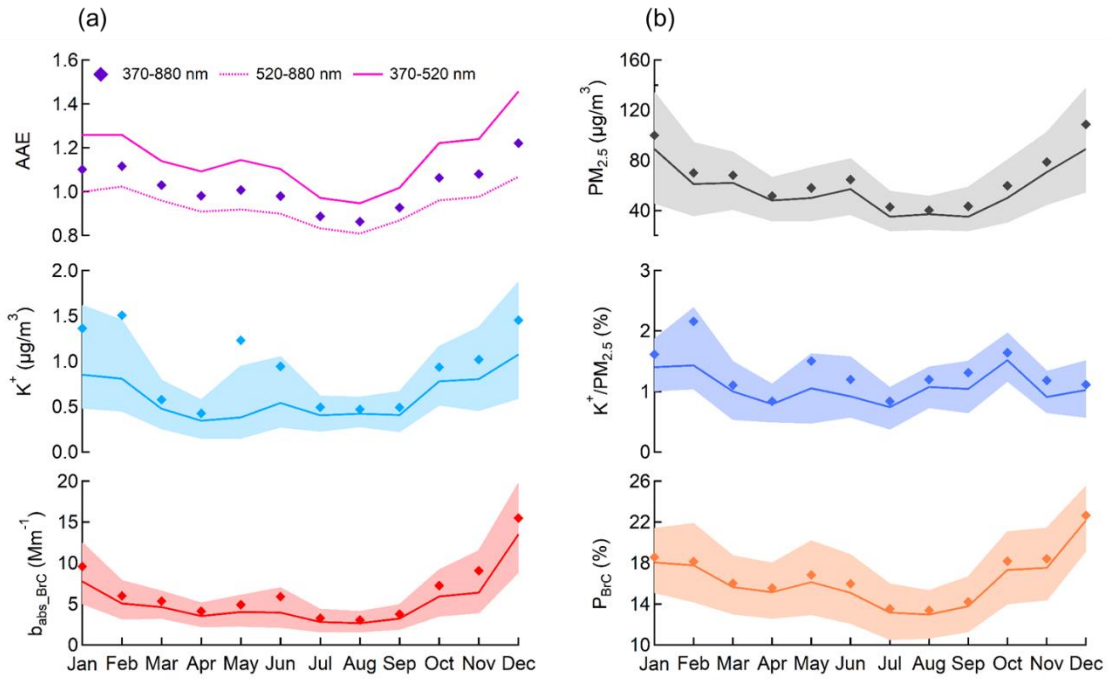 (a)
(b)
AAE
1.6
1.4
1.2
1.0
0.8
370-880 nm 520-880 nm 370-520 nm
PM2.5 (μg/m³)
160
120
80
40
K⁺ (μg/m³)
2.0
1.5
1.0
0.5
0.0
K⁺/PM2.5 (%)
3
2
1
0
babs_BrC (Mm⁻¹)
20
15
10
5
0
Jan Feb Mar Apr May Jun Jul Aug Sep Oct Nov Dec
PBrC (%)
26
22
18
14
10
Jan Feb Mar Apr May Jun Jul Aug Sep Oct Nov Dec